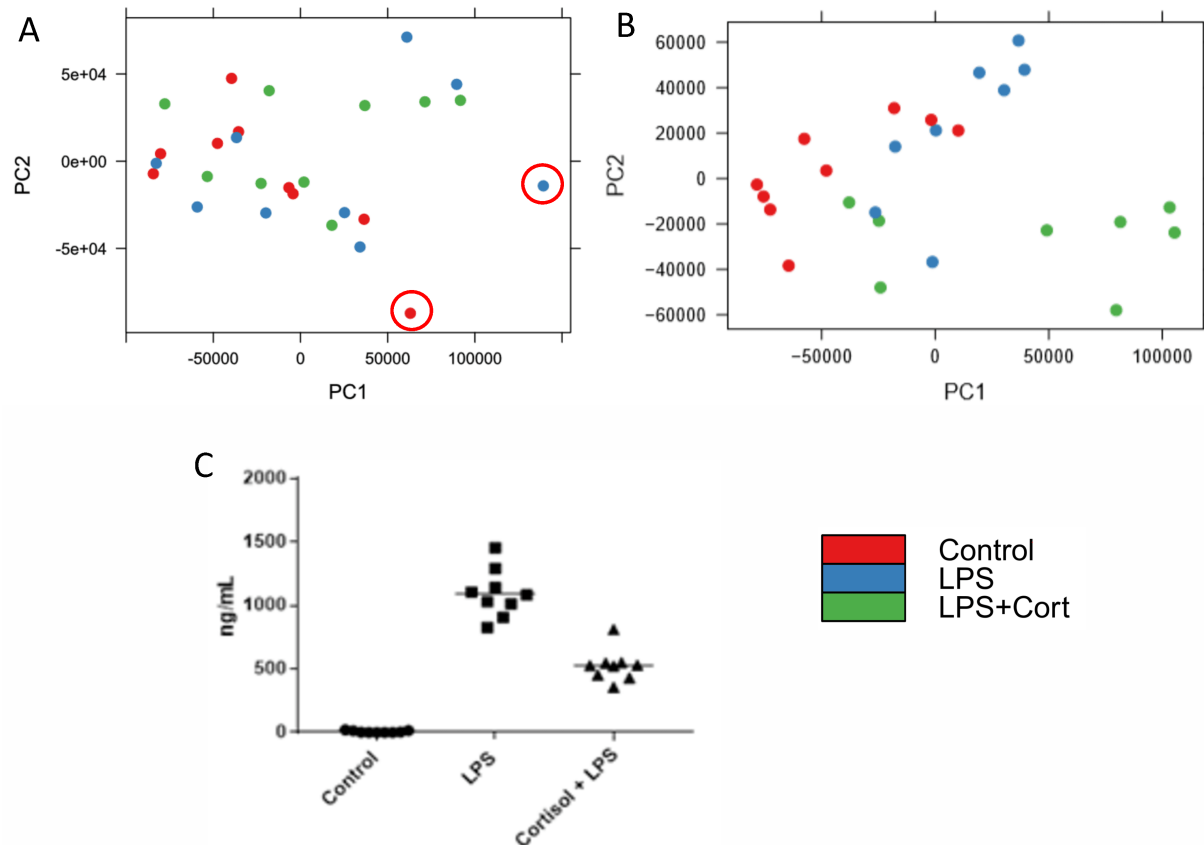 A
5e+04
0e+00
-5e+04
PC2
-50000
0
50000
100000
PC1
B
60000
40000
20000
0
−20000
−40000
−60000
PC2
−50000
0
50000
100000
PC1
C
2000
1500
1000
500
0
ng/mL
Control
LPS
Cortisol + LPS
Control
LPS
LPS+Cort